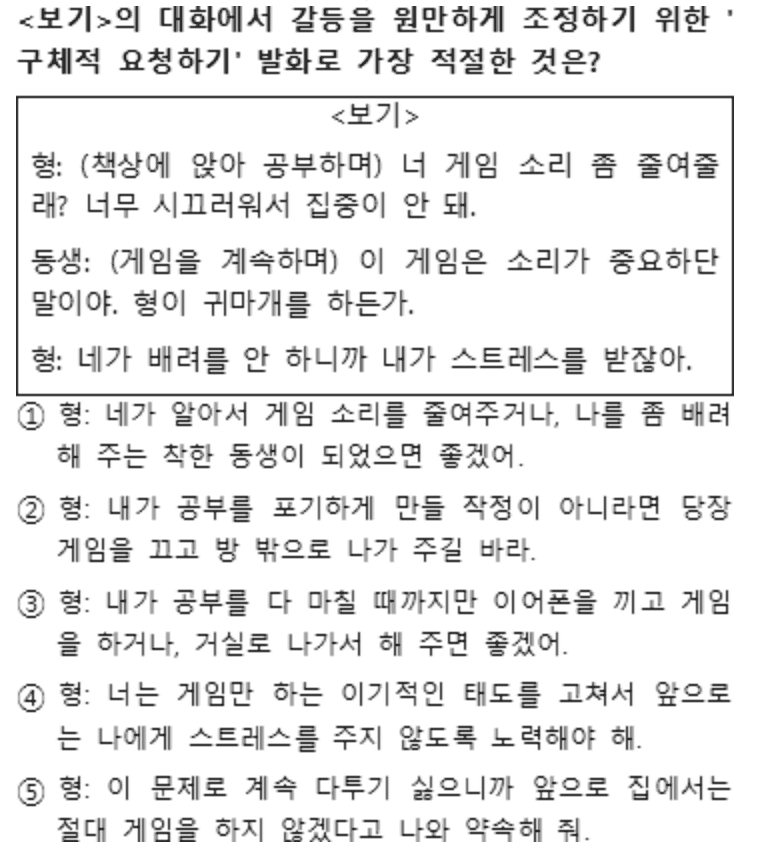 <보기>의 대화에서 갈등을 원만하게 조정하기 위한 '
구체적 요청하기' 발화로 가장 적절한 것은?
<보기>
형: (책상에 앉아 공부하며) 너 게임 소리 좀 줄여줄
래? 너무 시끄러워서 집중이 안 돼.
동생: (게임을 계속하며) 이 게임은 소리가 중요하단
말이야. 형이 귀마개를 하든가.
형: 네가 배려를 안 하니까 내가 스트레스를 받잖아.
① 형: 네가 알아서 게임 소리를 줄여주거나, 나를 좀 배려
해 주는 착한 동생이 되었으면 좋겠어.
② 형: 내가 공부를 포기하게 만들 작정이 아니라면 당장
게임을 끄고 방 밖으로 나가 주길 바라.
③ 형: 내가 공부를 다 마칠 때까지만 이어폰을 끼고 게임
을 하거나, 거실로 나가서 해 주면 좋겠어.
④ 형: 너는 게임만 하는 이기적인 태도를 고쳐서 앞으로
는 나에게 스트레스를 주지 않도록 노력해야 해.
⑤ 형: 이 문제로 계속 다투기 싫으니까 앞으로 집에서는
절대 게임을 하지 않겠다고 나와 약속해 줘.